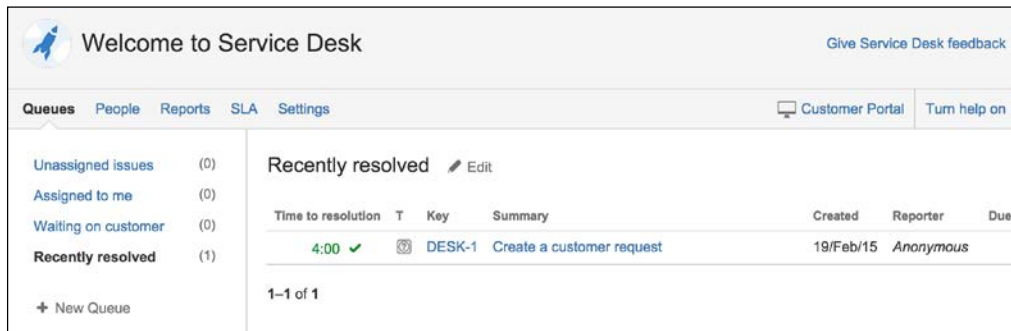 Welcome to Service Desk
Give Service Desk feedback
Queues People Reports SLA Settings
Customer Portal Turn help on
Unassigned issues (0)
Assigned to me (0)
Waiting on customer (0)
Recently resolved (1)
+ New Queue
Recently resolved Edit
Time to resolution T Key Summary Created Reporter Due
4:00 DESK-1 Create a customer request 19/Feb/15 Anonymous
1–1 of 1